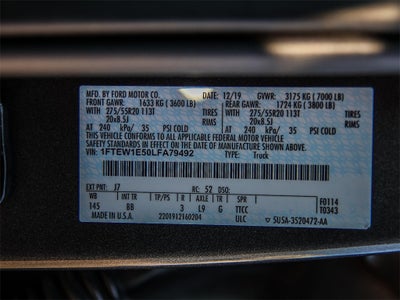 MFD. BY FORD MOTOR CO. DATE: 12/19 GVWR: 3175 KG ( 7000 LB)
FRONT GAWR: 1633 KG ( 3600 LB) REAR GAWR: 1724 KG ( 3800 LB)
275/55R20 113T TIRES 275/55R20 113T TIRES
20x8.5J RIMS 20x8.5J RIMS
AT 240 kPa/ 35 PSI COLD AT 240 kPa/ 35 PSI COLD
THIS VEHICLE CONFORMS TO ALL APPLICABLE FEDERAL MOTOR VEHICLE
SAFETY STANDARDS IN EFFECT ON THE DATE OF MANUFACTURE SHOWN ABOVE.
VIN: 1FTEW1E50LFA79492
TYPE: Truck
EXT PNT: J7 RC: 52 DSO:
WB BRK INT TR TP/PS R AXLE TR SPR F0114
145 BB 3 L9 G TTCC T0343
MADE IN U.S.A. 2201912160204 ULC ▽ 5U5A-3520472-AA